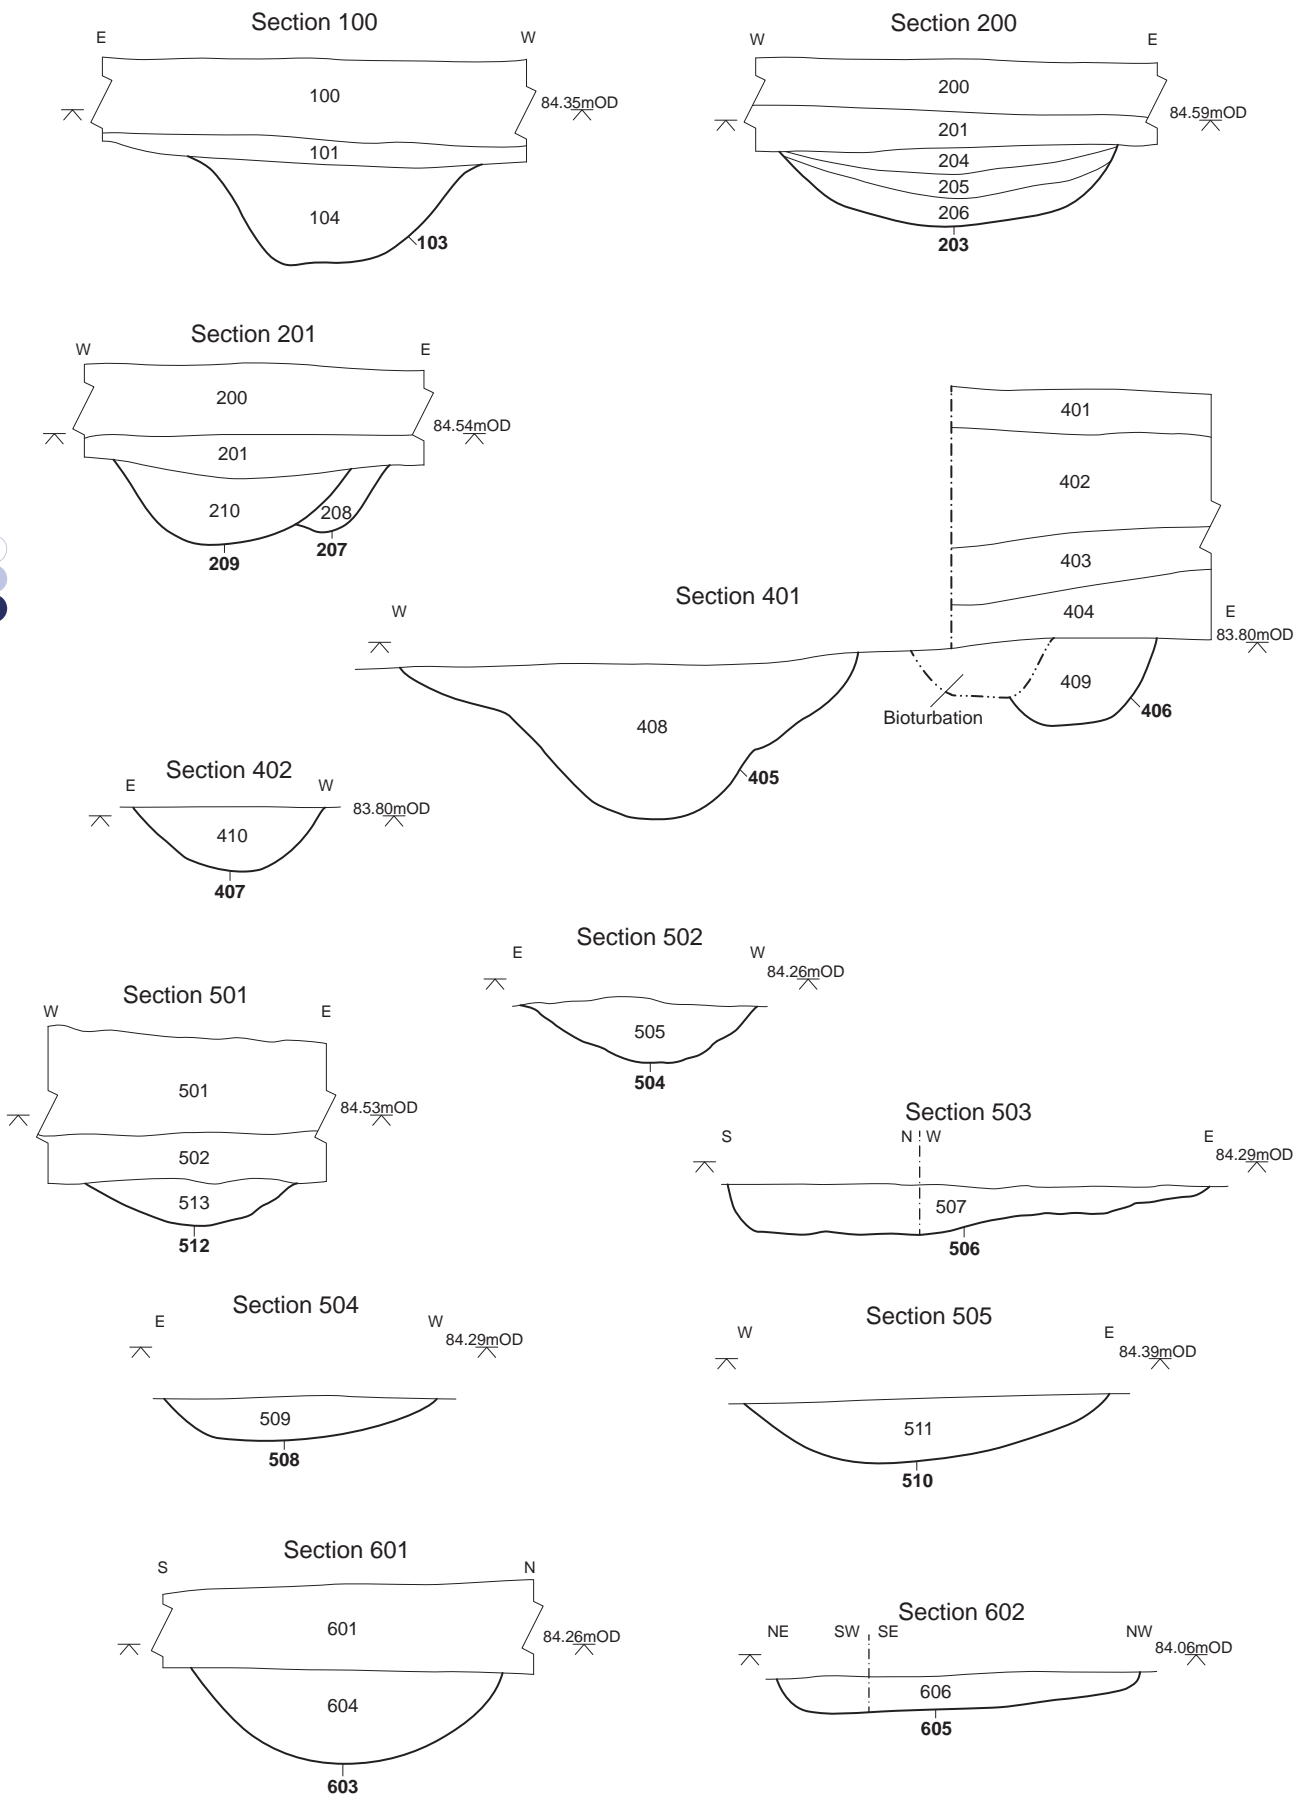 Section 100
E W
100
84.35mOD
101
104
103
Section 200
W E
200
84.59mOD
201
204
205
206
203
Section 201
W E
200
84.54mOD
201
210
208
207
209
Section 401
W
401
402
403
404
E
83.80mOD
409
406
Bioturbation
408
405
Section 402
E W
83.80mOD
410
407
Section 502
E W
84.26mOD
505
504
Section 501
W E
501
84.53mOD
502
513
512
Section 503
S N W E
84.29mOD
507
506
Section 504
E W
84.29mOD
509
508
Section 505
W E
84.39mOD
511
510
Section 601
S N
601
84.26mOD
604
603
Section 602
NE SW SE NW
84.06mOD
606
605